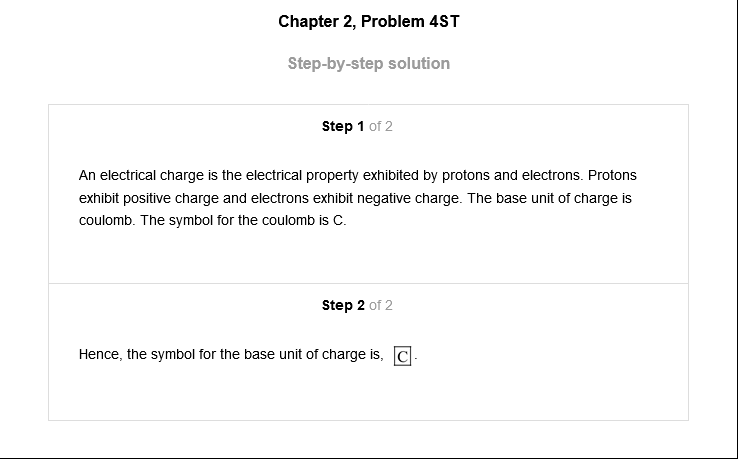 Chapter 2, Problem 4ST
Step-by-step solution
Step 1 of 2
An electrical charge is the electrical property exhibited by protons and electrons. Protons
exhibit positive charge and electrons exhibit negative charge. The base unit of charge is
coulomb. The symbol for the coulomb is C.
Step 2 of 2
Hence, the symbol for the base unit of charge is, C.